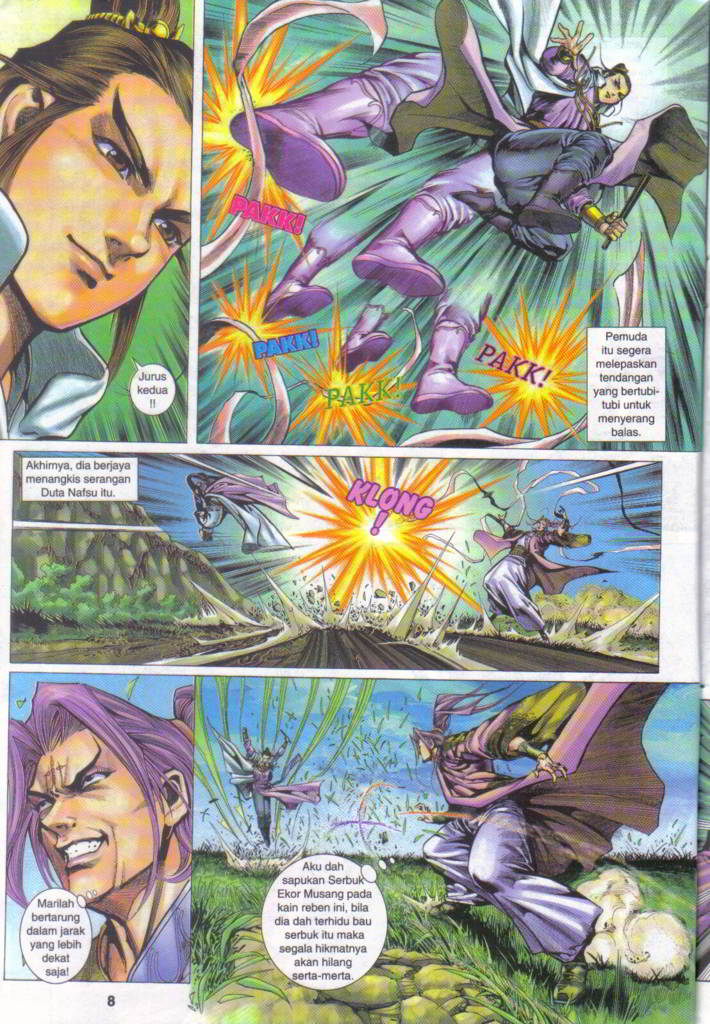 Jurus
kedua
!!
PAKK!
PAKK!
PAKK!
PAKK!
Pemuda
itu segera
melepaskan
tendangan
yang bertubi-
tubi untuk
menyerang
balas.
Akhirnya, dia berjaya
menangkis serangan
Duta Nafsu itu.
KLONG
!
Marilah
bertarung
dalam jarak
yang lebih
dekat
saja!
Aku dah
sapukan Serbuk
Ekor Musang pada
kain reben ini, bila
dia dah terhidu bau
serbuk itu maka
segala hikmatnya
akan hilang
serta-merta.
8